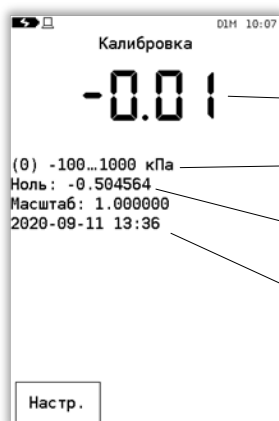 D1M 10:07
Калибровка
-0.01
(0) -100…1000 кПа
Ноль: -0.504564
Масштаб: 1.000000
2020-09-11 13:36
Настр.